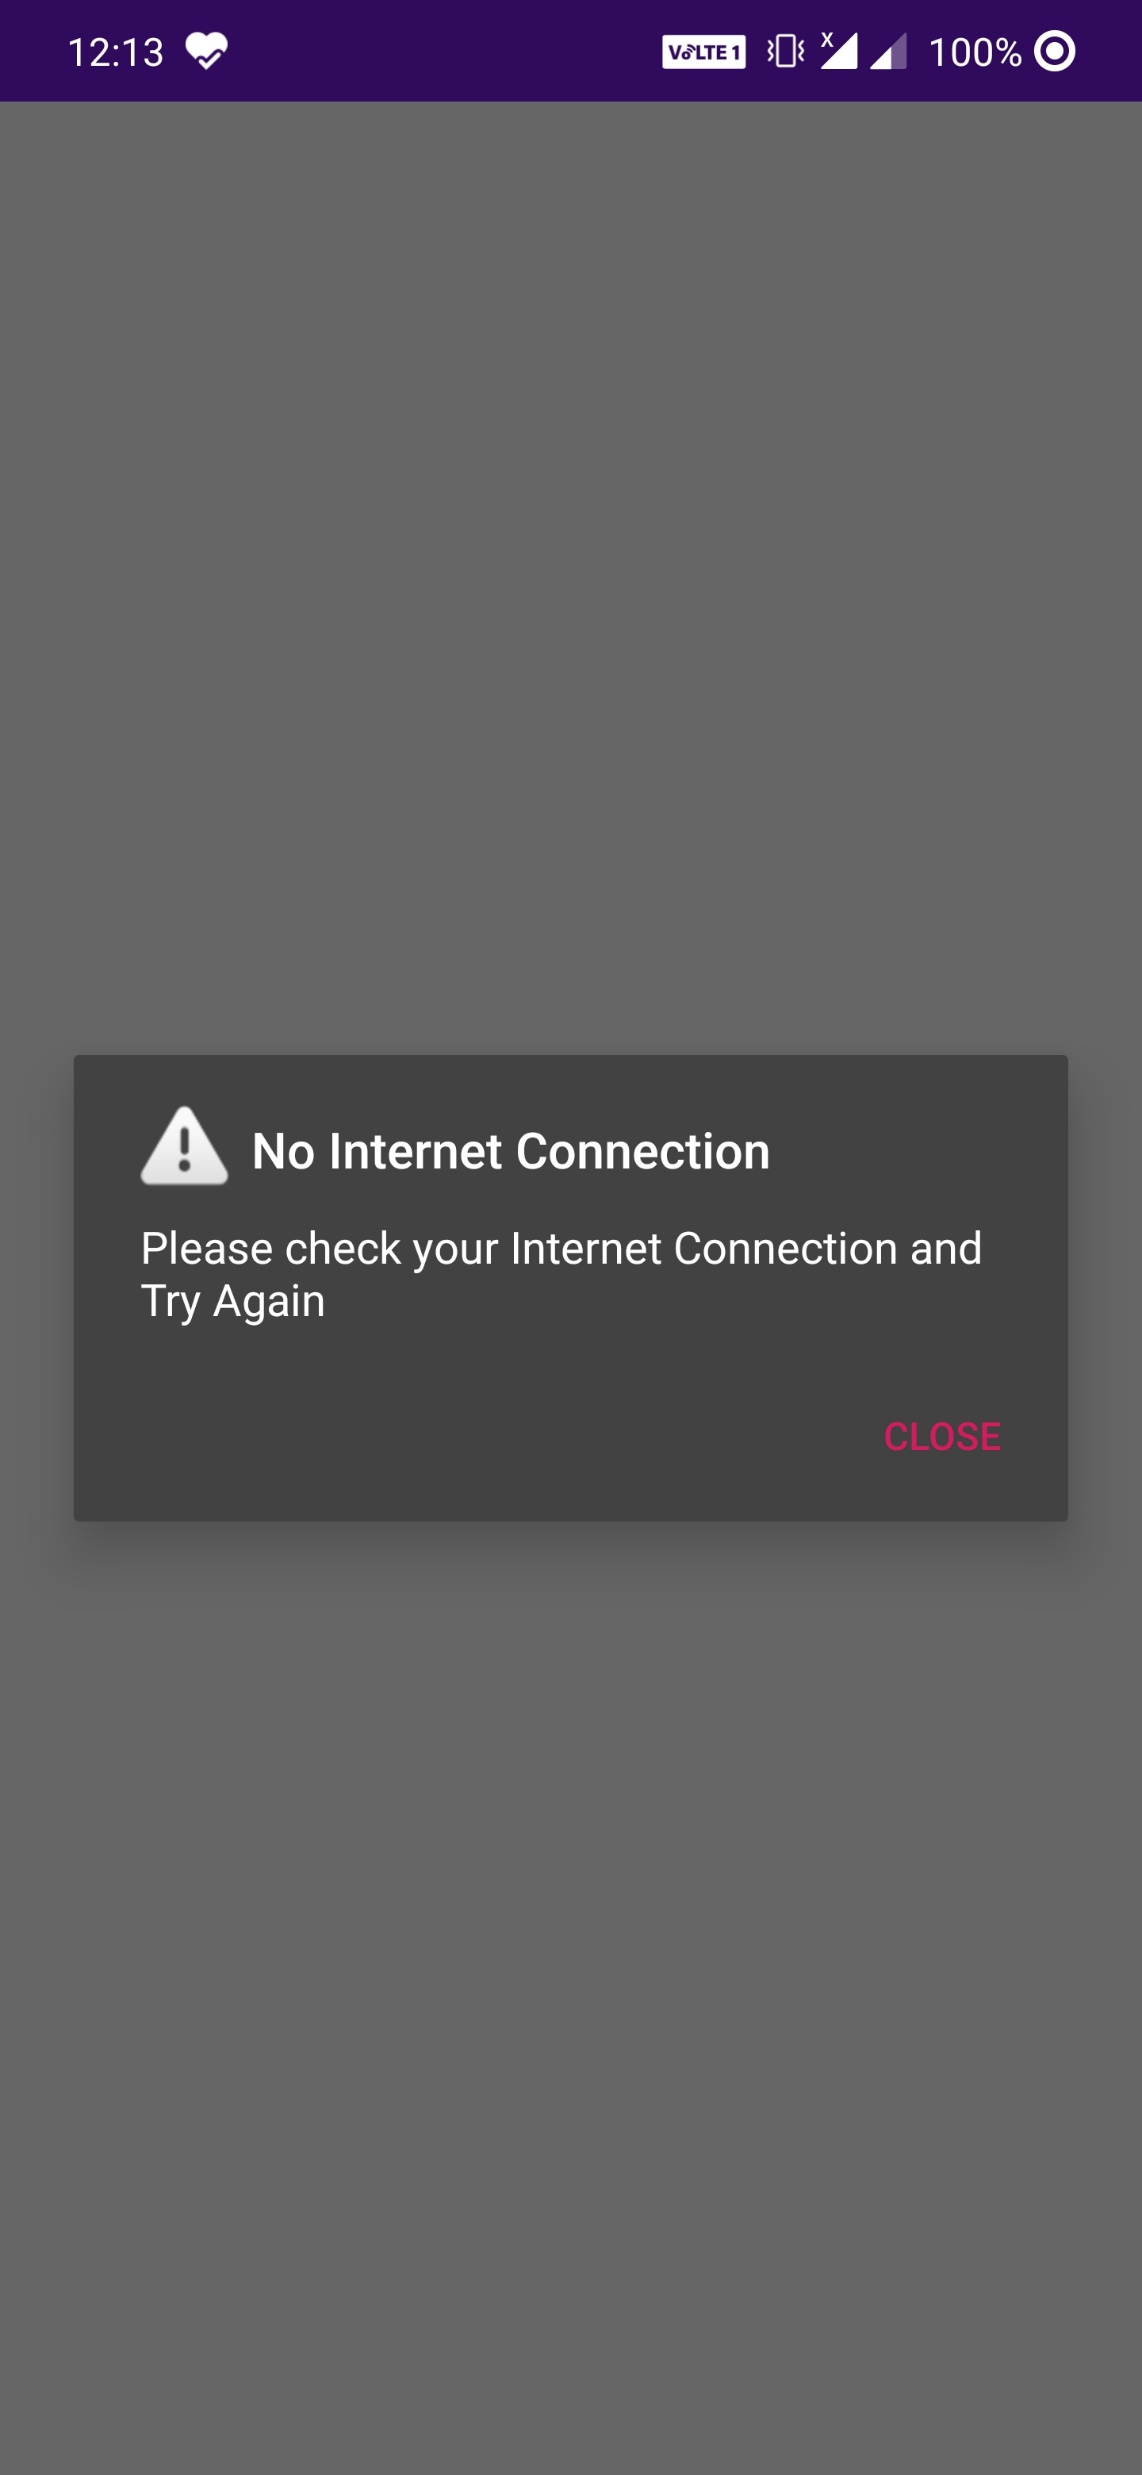 12:13 VoLTE 1 x 100%
No Internet Connection
Please check your Internet Connection and
Try Again
CLOSE